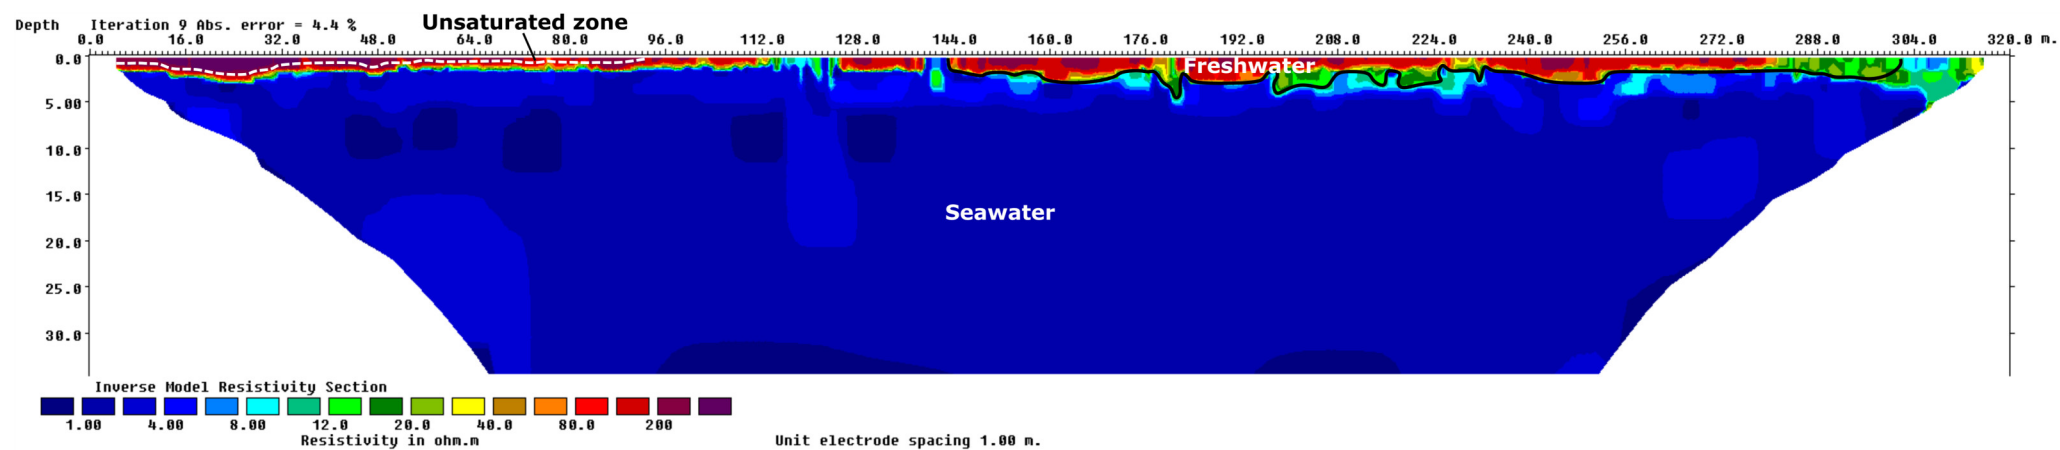 Unsaturated zone
Depth Iteration 9 Abs. error = 4.4 %
0.0 16.0 32.0 48.0 64.0 80.0 96.0 112.0 128.0 144.0 160.0 176.0 192.0 208.0 224.0 240.0 256.0 272.0 288.0 304.0 320.0 m.
0.0
Freshwater
5.00
10.0
15.0
Seawater
20.0
25.0
30.0
Inverse Model Resistivity Section
1.00 4.00 8.00 12.0 20.0 40.0 80.0 200
Resistivity in ohm.m
Unit electrode spacing 1.00 m.